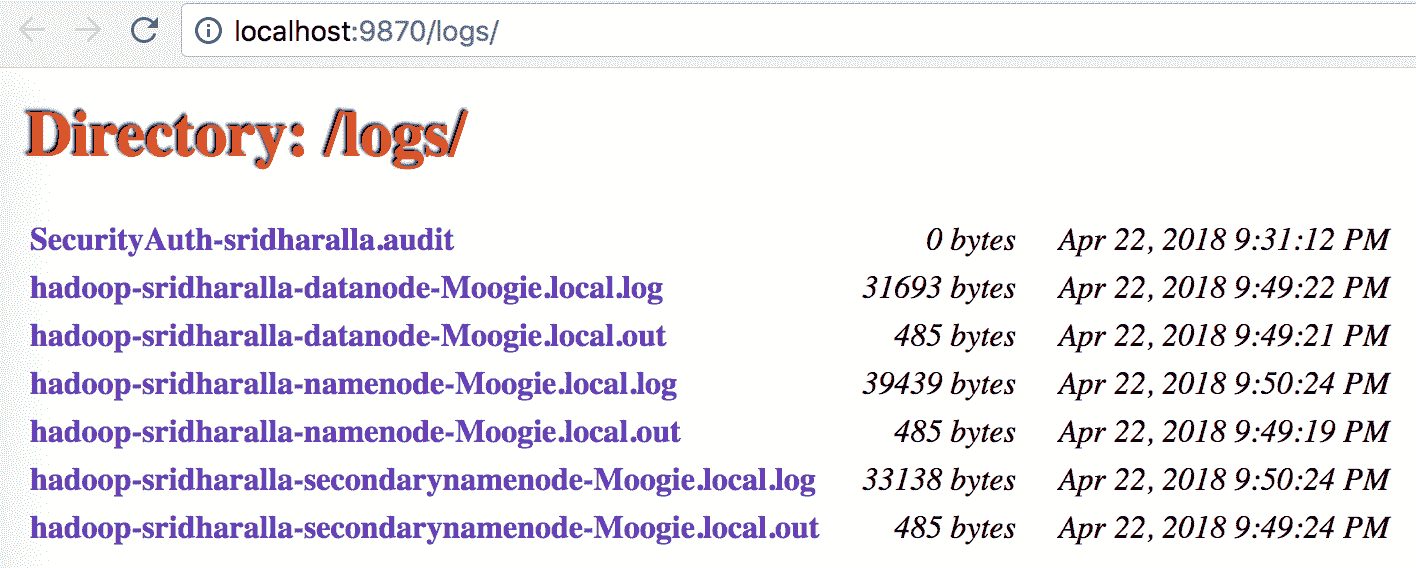 localhost:9870/logs/
Directory: /logs/
SecurityAuth-sridharalla.audit 0 bytes Apr 22, 2018 9:31:12 PM
hadoop-sridharalla-datanode-Moogie.local.log 31693 bytes Apr 22, 2018 9:49:22 PM
hadoop-sridharalla-datanode-Moogie.local.out 485 bytes Apr 22, 2018 9:49:21 PM
hadoop-sridharalla-namenode-Moogie.local.log 39439 bytes Apr 22, 2018 9:50:24 PM
hadoop-sridharalla-namenode-Moogie.local.out 485 bytes Apr 22, 2018 9:49:19 PM
hadoop-sridharalla-secondarynamenode-Moogie.local.log 33138 bytes Apr 22, 2018 9:50:24 PM
hadoop-sridharalla-secondarynamenode-Moogie.local.out 485 bytes Apr 22, 2018 9:49:24 PM